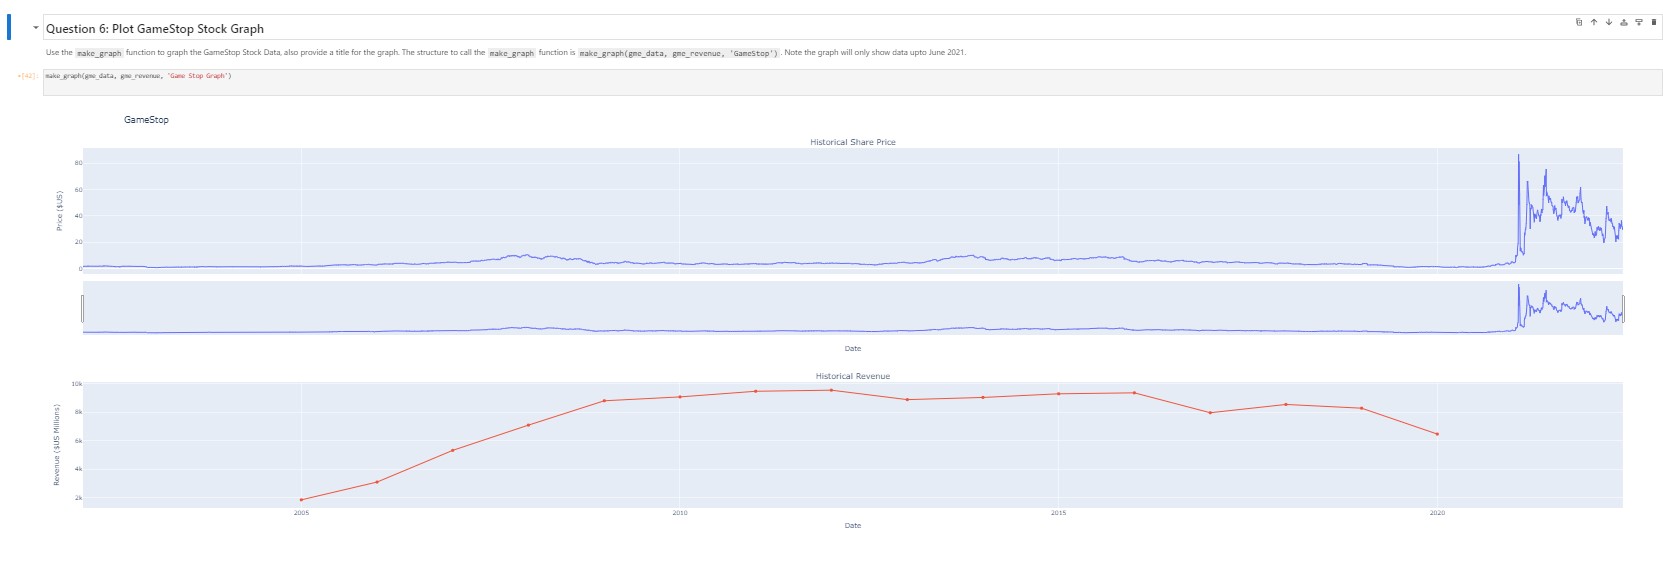 Question 6: Plot GameStop Stock Graph
Use the make_graph function to graph the GameStop Stock Data, also provide a title for the graph. The structure to call the make_graph function is make_graph(gme_data, gme_revenue, 'GameStop'). Note the graph will only show data upto June 2021.
[42]: make_graph(gme_data, gme_revenue, 'Game Stop Graph')
GameStop
Historical Share Price
80
60
40
20
0
Price ($US)
Date
Historical Revenue
10k
8k
6k
4k
2k
Revenue ($US Millions)
2005 2010 2015 2020
Date